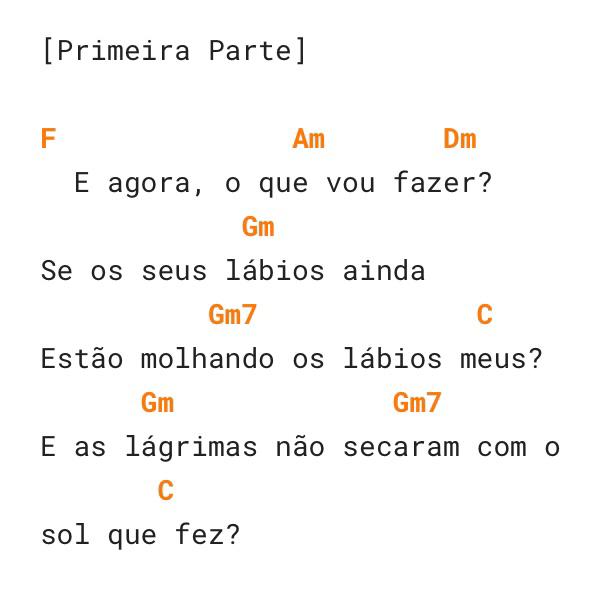 [Primeira Parte]
F              Am       Dm
  E agora, o que vou fazer?
            Gm
Se os seus lábios ainda
          Gm7             C
Estão molhando os lábios meus?
      Gm             Gm7
E as lágrimas não secaram com o
       C
sol que fez?